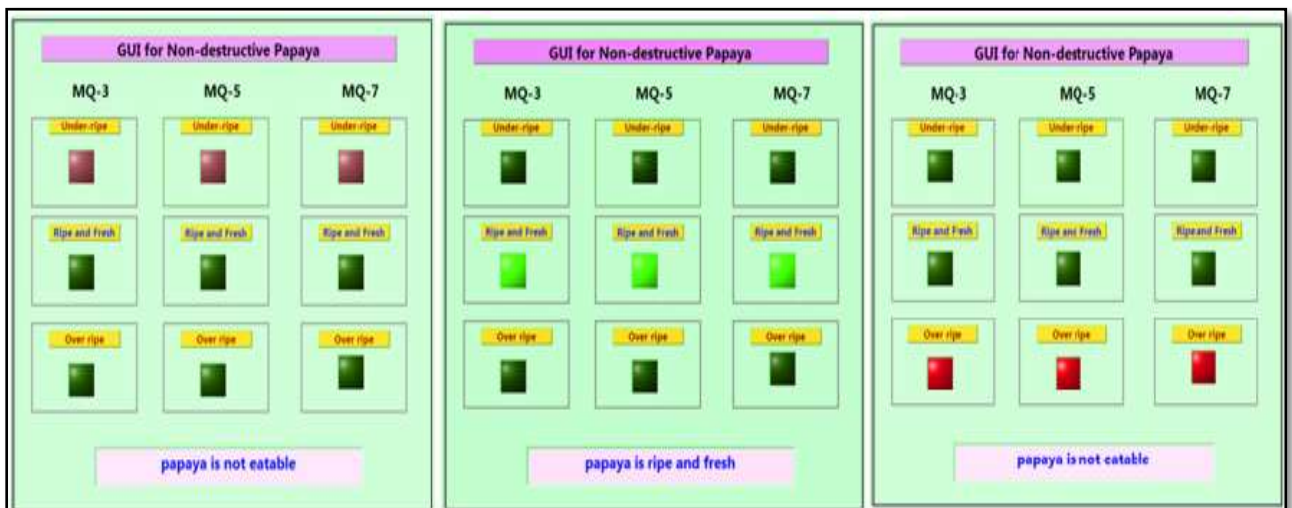 GUI for Non-destructive Papaya
MQ-3 MQ-5 MQ-7
Under-ripe Under-ripe Under-ripe
Ripe and Fresh Ripe and Fresh Ripe and Fresh
Over ripe Over ripe Over ripe
papaya is not eatable
GUI for Non-destructive Papaya
MQ-3 MQ-5 MQ-7
Under-ripe Under-ripe Under-ripe
Ripe and Fresh Ripe and Fresh Ripe and Fresh
Over ripe Over ripe Over ripe
papaya is ripe and fresh
GUI for Non-destructive Papaya
MQ-3 MQ-5 MQ-7
Under-ripe Under-ripe Under-ripe
Ripe and Fresh Ripe and Fresh Ripe and Fresh
Over ripe Over ripe Over ripe
papaya is not eatable